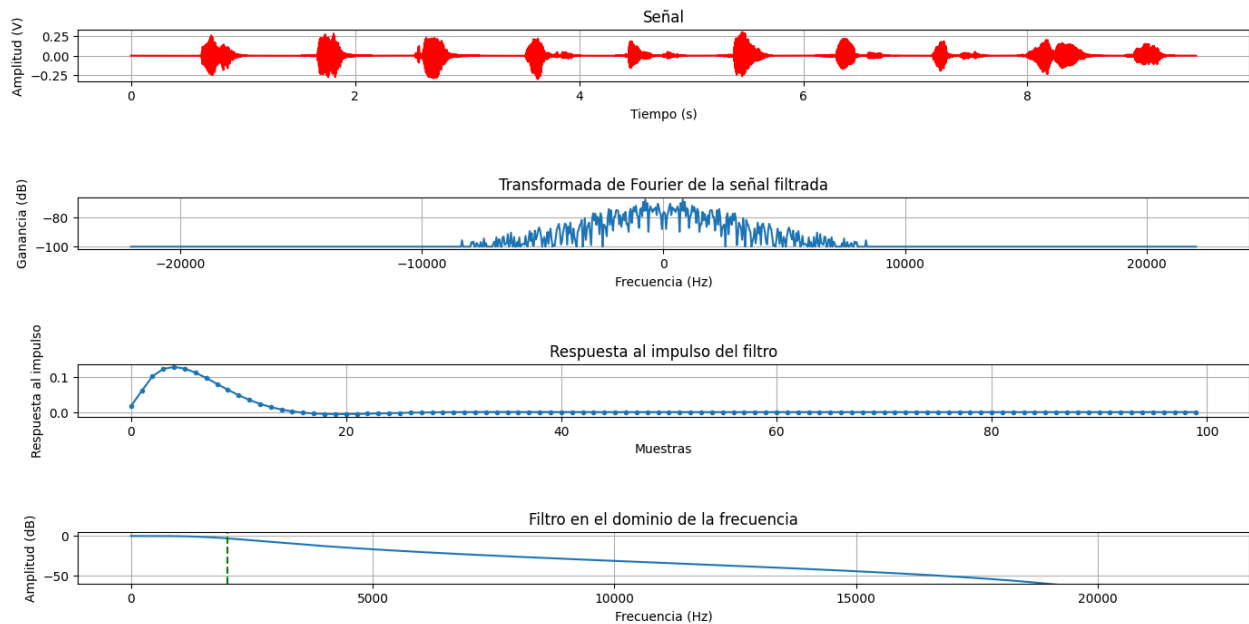 Señal
Amplitud (V)
0.25
0.00
−0.25
0 2 4 6 8
Tiempo (s)
Transformada de Fourier de la señal filtrada
Ganancia (dB)
−80
−100
−20000 −10000 0 10000 20000
Frecuencia (Hz)
Respuesta al impulso del filtro
Respuesta al impulso
0.1
0.0
0 20 40 60 80 100
Muestras
Filtro en el dominio de la frecuencia
Amplitud (dB)
0
−50
0 5000 10000 15000 20000
Frecuencia (Hz)